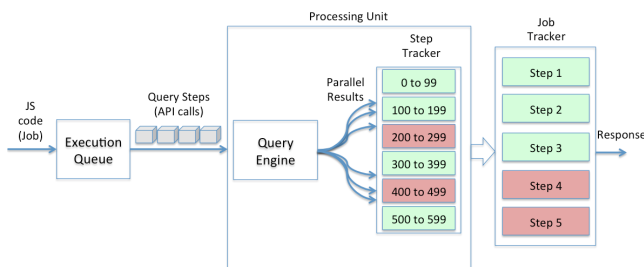 Processing Unit
Job
Tracker
Step
Tracker
JS
code
(Job)
Execution
Queue
Query Steps
(API calls)
Query
Engine
Parallel
Results
0 to 99
100 to 199
200 to 299
300 to 399
400 to 499
500 to 599
Step 1
Step 2
Step 3
Step 4
Step 5
Response